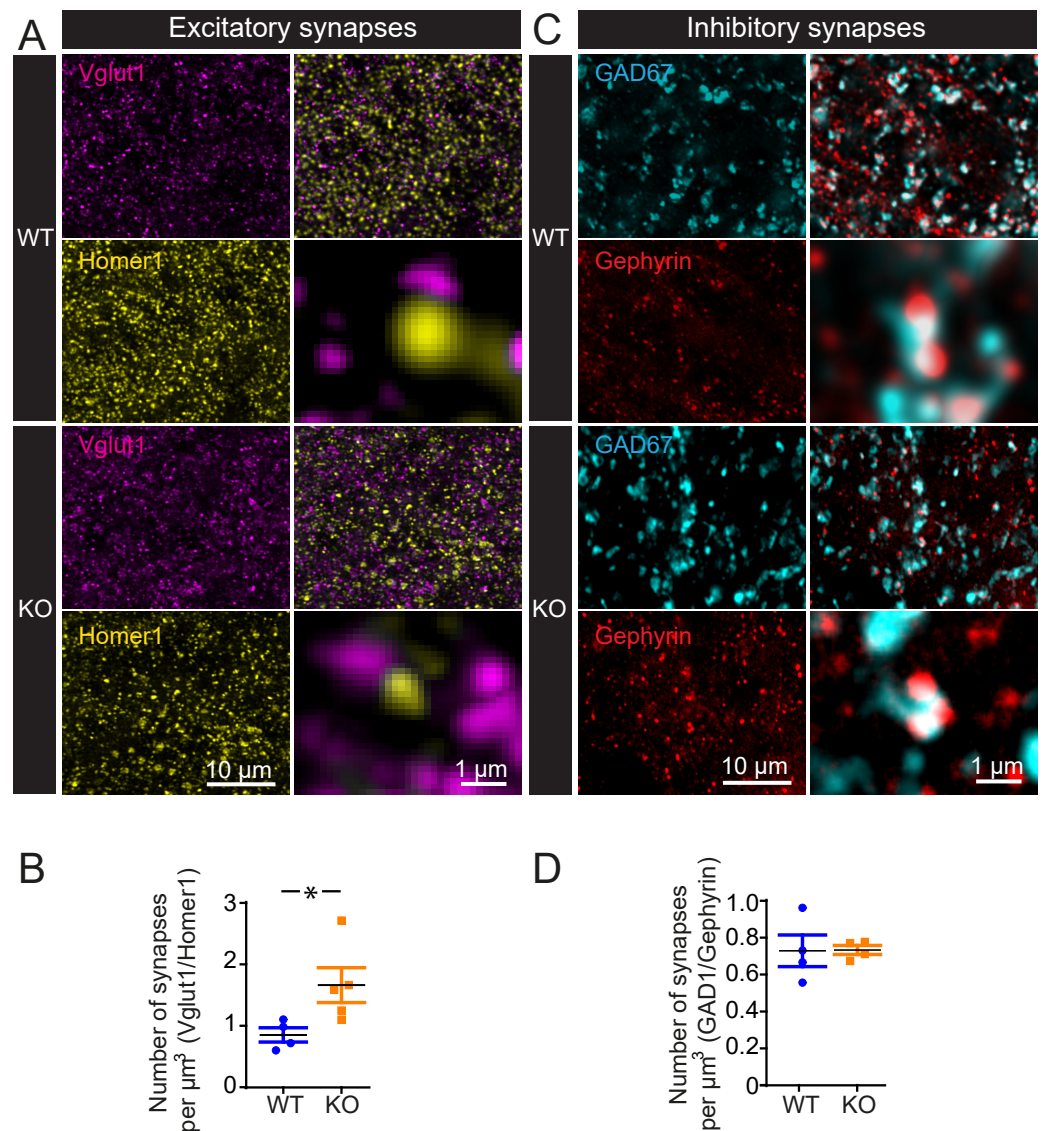 A
Excitatory synapses
WT
Vglut1
Homer1
KO
Vglut1
Homer1
10 µm
1 µm
C
Inhibitory synapses
WT
GAD67
Gephyrin
KO
GAD67
Gephyrin
10 µm
1 µm
B
Number of synapses
per µm³ (Vglut1/Homer1)
3
2
1
0
*
WT KO
D
Number of synapses
per µm³ (GAD1/Gephyrin)
1.0
0.8
0.6
0.4
0.2
0
WT KO